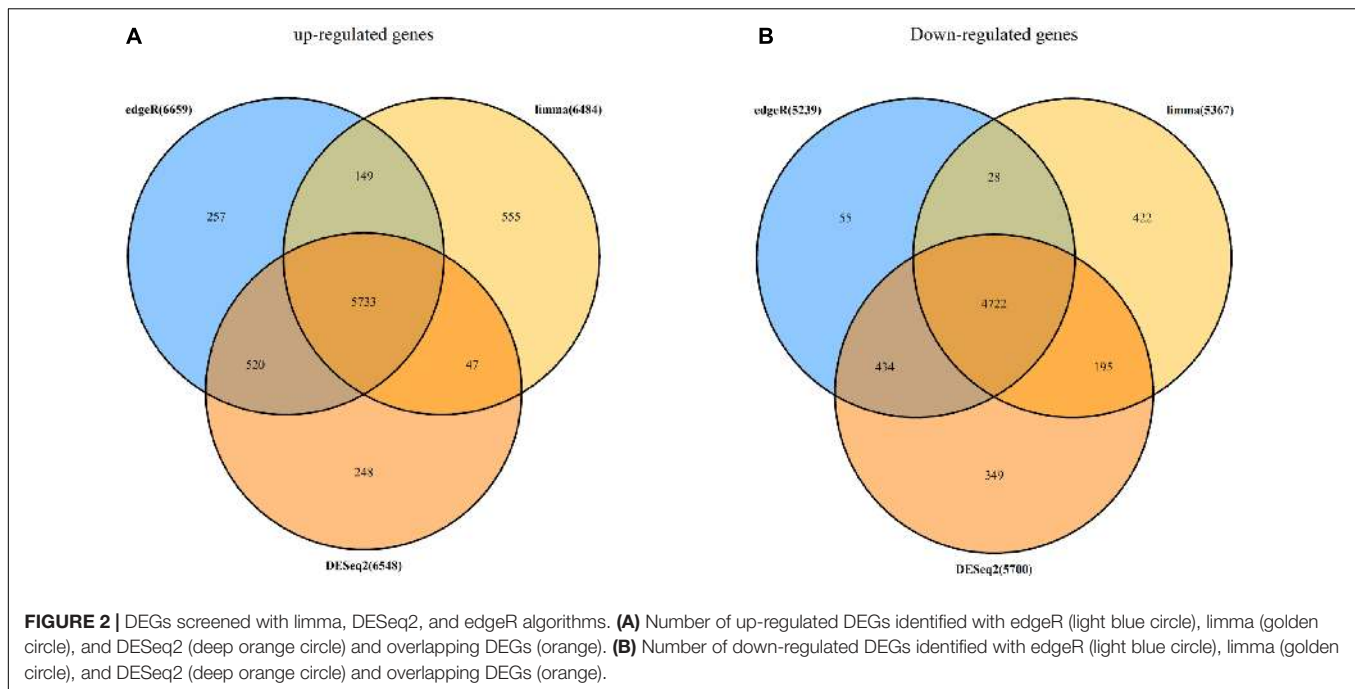 A
up-regulated genes
edgeR(6659)
limma(6484)
149
257
555
5733
520
47
248
DESeq2(6548)
B
Down-regulated genes
edgeR(5239)
limma(5367)
28
55
422
4722
434
195
349
DESeq2(5700)
FIGURE 2 | DEGs screened with limma, DESeq2, and edgeR algorithms. (A) Number of up-regulated DEGs identified with edgeR (light blue circle), limma (golden
circle), and DESeq2 (deep orange circle) and overlapping DEGs (orange). (B) Number of down-regulated DEGs identified with edgeR (light blue circle), limma (golden
circle), and DESeq2 (deep orange circle) and overlapping DEGs (orange).